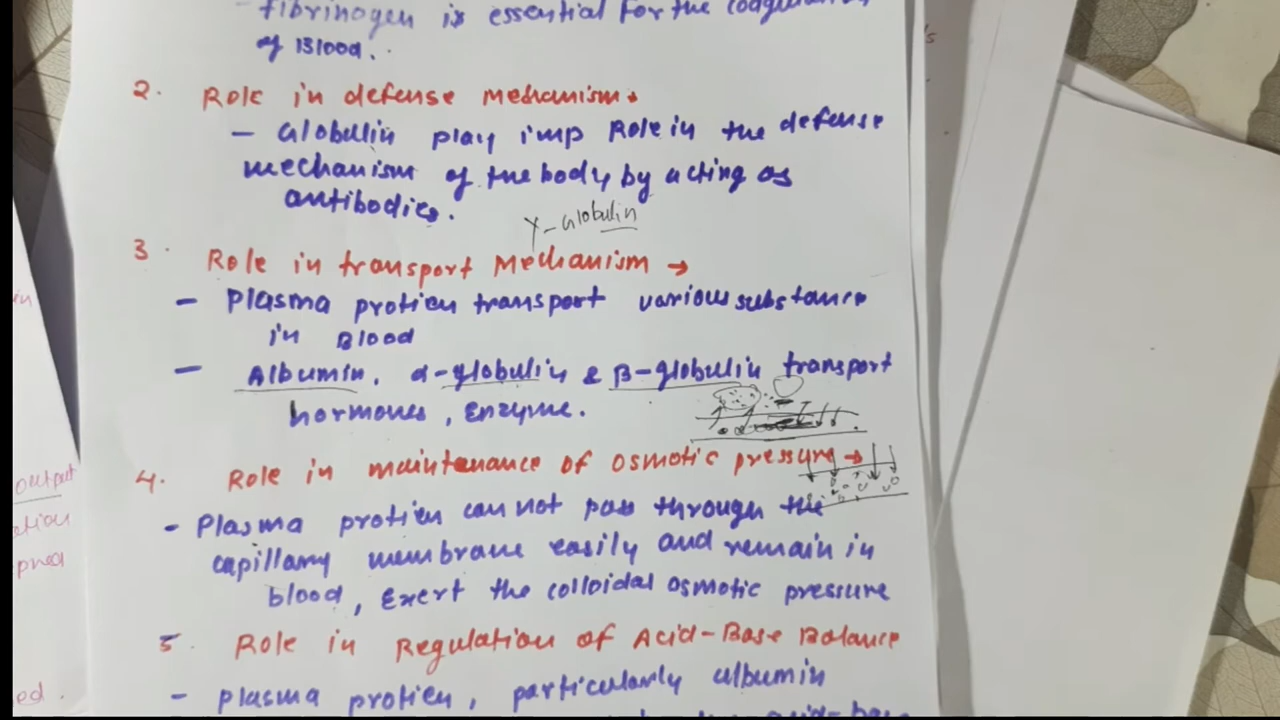 - fibrinogen is essential for the
of Blood.
2. Role in defense Mechanism.
- Globulin play imp Role in the defense
mechanism of the body by acting as
antibodies.
γ-Globulin
3. Role in transport Mechanism →
- Plasma protien transport various substance
in Blood
- Albumin, α-globulin & β-globulin transport
hormones, Enzyme.
4. Role in maintenance of osmotic pressure →
- Plasma protien can not pass through the
capillary membrane easily and remain in
blood, Exert the colloidal osmotic pressure
5. Role in Regulation of Acid-Base Balance
- plasma protien, particularly albumin
acid-base
output
ed.